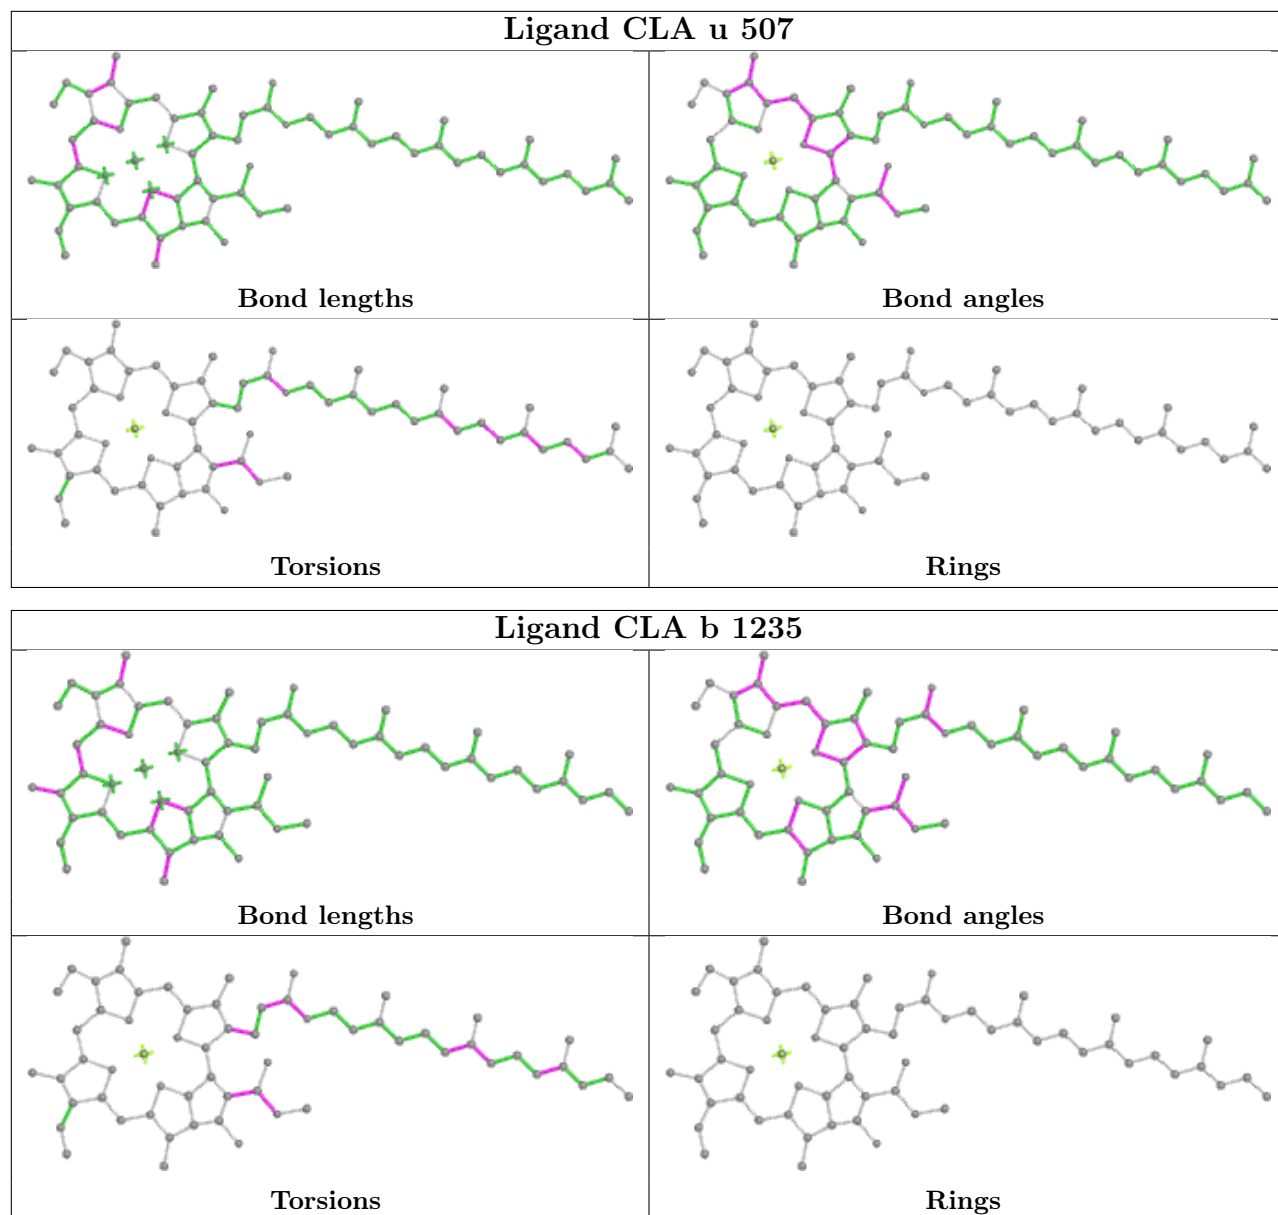 Ligand CLA u 507
Bond lengths
Bond angles
Torsions
Rings
Ligand CLA b 1235
Bond lengths
Bond angles
Torsions
Rings